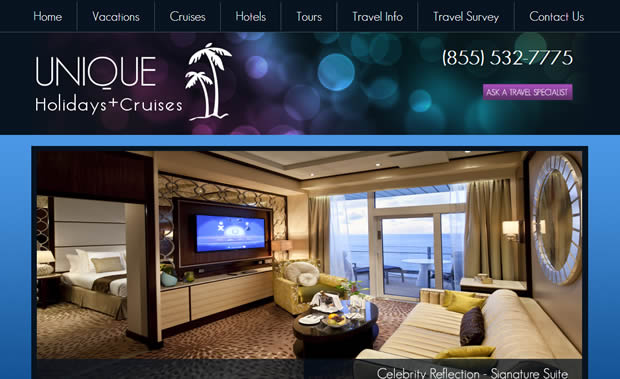 Home Vacations Cruises Hotels Tours Travel Info Travel Survey Contact Us
UNIQUE
Holidays+Cruises
(855) 532-7775
ASK A TRAVEL SPECIALIST
Celebrity Reflection - Signature Suite